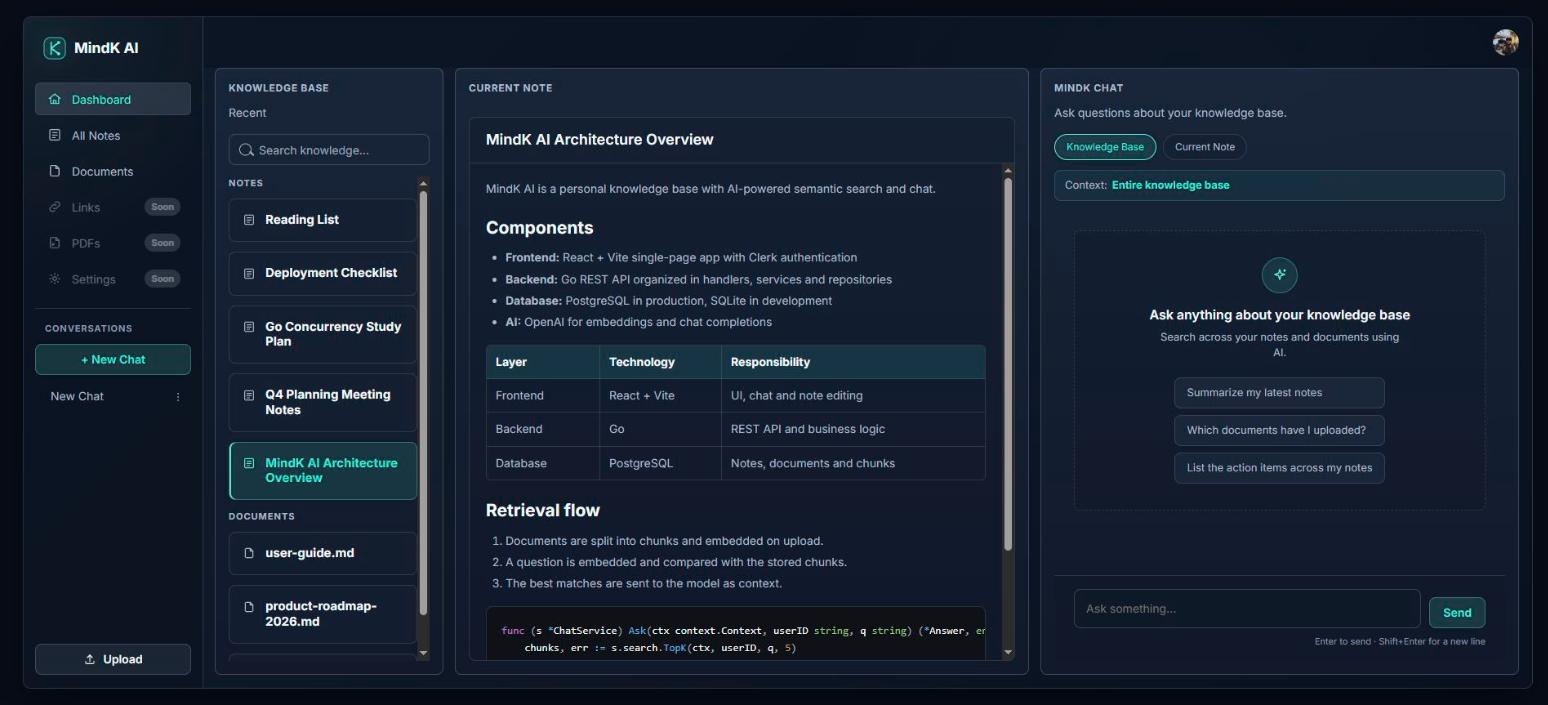 MindK AI
Dashboard
All Notes
Documents
Links Soon
PDFs Soon
Settings Soon
CONVERSATIONS
+ New Chat
New Chat
Upload
KNOWLEDGE BASE
Recent
Search knowledge...
NOTES
Reading List
Deployment Checklist
Go Concurrency Study
Plan
Q4 Planning Meeting
Notes
MindK AI Architecture
Overview
DOCUMENTS
user-guide.md
product-roadmap-
2026.md
CURRENT NOTE
MindK AI Architecture Overview
MindK AI is a personal knowledge base with AI-powered semantic search and chat.
Components
• Frontend: React + Vite single-page app with Clerk authentication
• Backend: Go REST API organized in handlers, services and repositories
• Database: PostgreSQL in production, SQLite in development
• AI: OpenAI for embeddings and chat completions
Layer Technology Responsibility
Frontend React + Vite UI, chat and note editing
Backend Go REST API and business logic
Database PostgreSQL Notes, documents and chunks
Retrieval flow
1. Documents are split into chunks and embedded on upload.
2. A question is embedded and compared with the stored chunks.
3. The best matches are sent to the model as context.
func (s *ChatService) Ask(ctx context.Context, userID string, q string) (*Answer, er
chunks, err := s.search.TopK(ctx, userID, q, 5)
MINDK CHAT
Ask questions about your knowledge base.
Knowledge Base Current Note
Context: Entire knowledge base
Ask anything about your knowledge base
Search across your notes and documents using
AI.
Summarize my latest notes
Which documents have I uploaded?
List the action items across my notes
Ask something...
Send
Enter to send · Shift+Enter for a new line